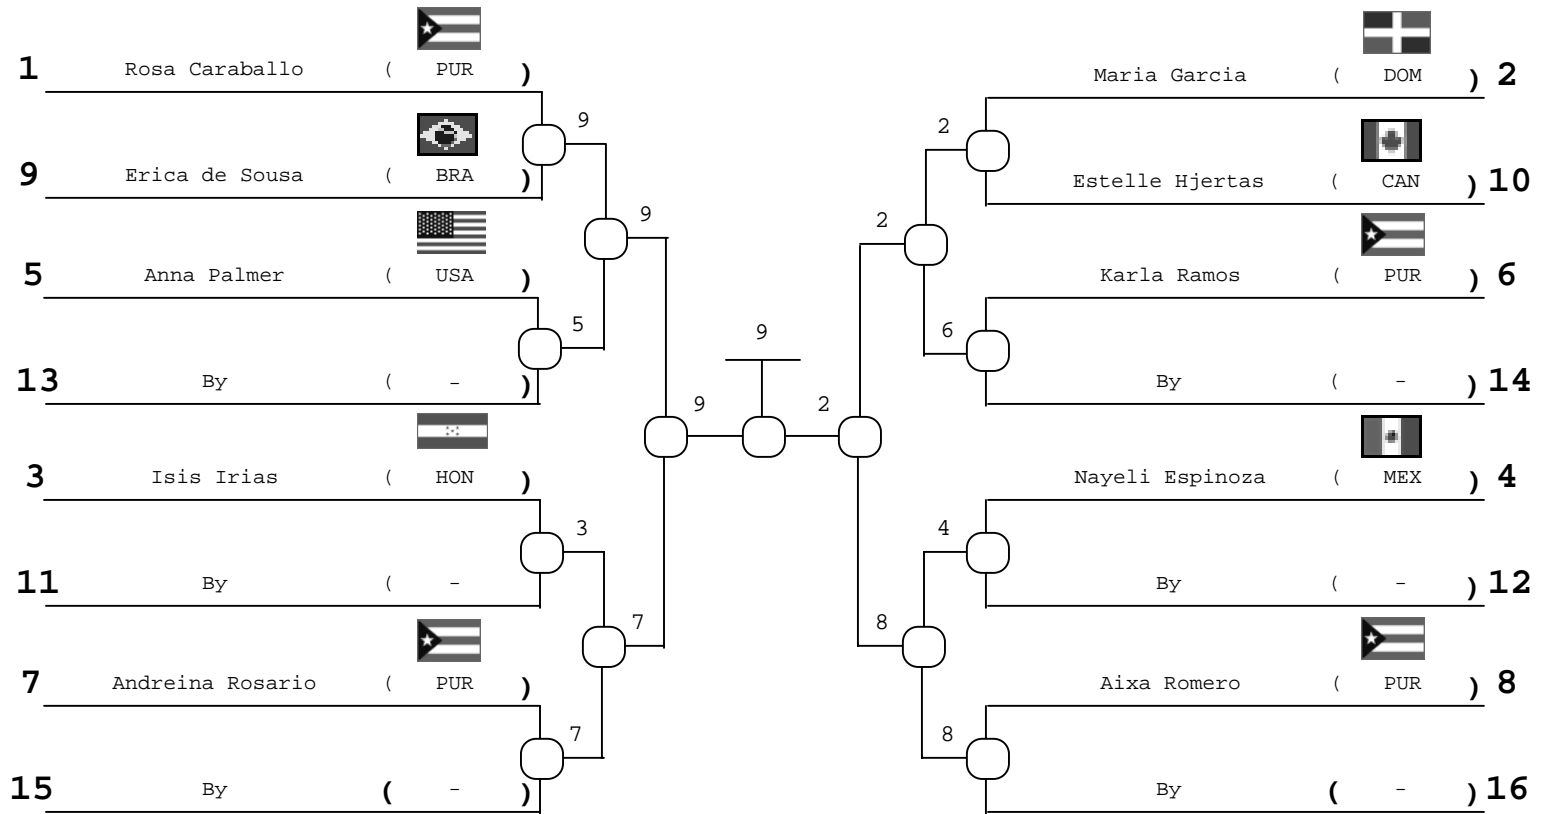 1 Rosa Caraballo ( PUR )
9
9 Erica de Sousa ( BRA )
9
5 Anna Palmer ( USA )
5
13 By ( - )
9
3 Isis Irias ( HON )
3
11 By ( - )
7
7 Andreina Rosario ( PUR )
7
15 By ( - )
9
Maria Garcia ( DOM ) 2
2
Estelle Hjertas ( CAN ) 10
2
Karla Ramos ( PUR ) 6
6
By ( - ) 14
2
Nayeli Espinoza ( MEX ) 4
4
By ( - ) 12
8
Aixa Romero ( PUR ) 8
8
By ( - ) 16